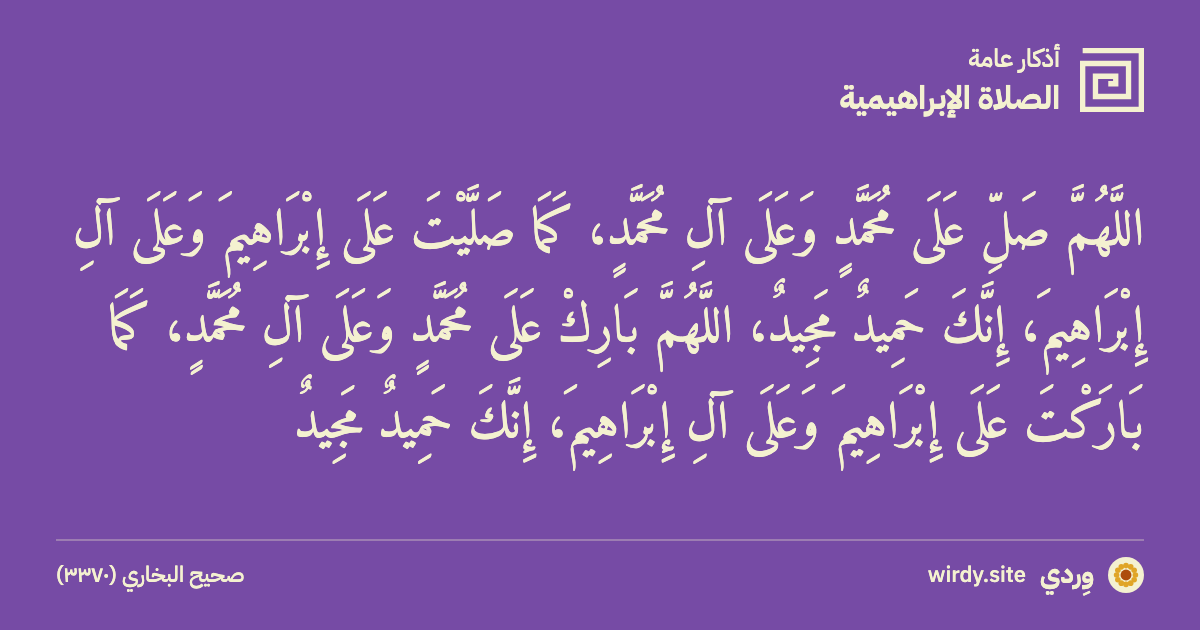 أذكار عامة
الصلاة الإبراهيمية
اللَّهُمَّ صَلِّ عَلَى مُحَمَّدٍ وَعَلَى آلِ مُحَمَّدٍ، كَمَا صَلَّيْتَ عَلَى إِبْرَاهِيمَ وَعَلَى آلِ
إِبْرَاهِيمَ، إِنَّكَ حَمِيدٌ مَجِيدٌ، اللَّهُمَّ بَارِكْ عَلَى مُحَمَّدٍ وَعَلَى آلِ مُحَمَّدٍ، كَمَا
بَارَكْتَ عَلَى إِبْرَاهِيمَ وَعَلَى آلِ إِبْرَاهِيمَ، إِنَّكَ حَمِيدٌ مَجِيدٌ
وِردي wirdy.site
صحيح البخاري (٣٣٧٠)